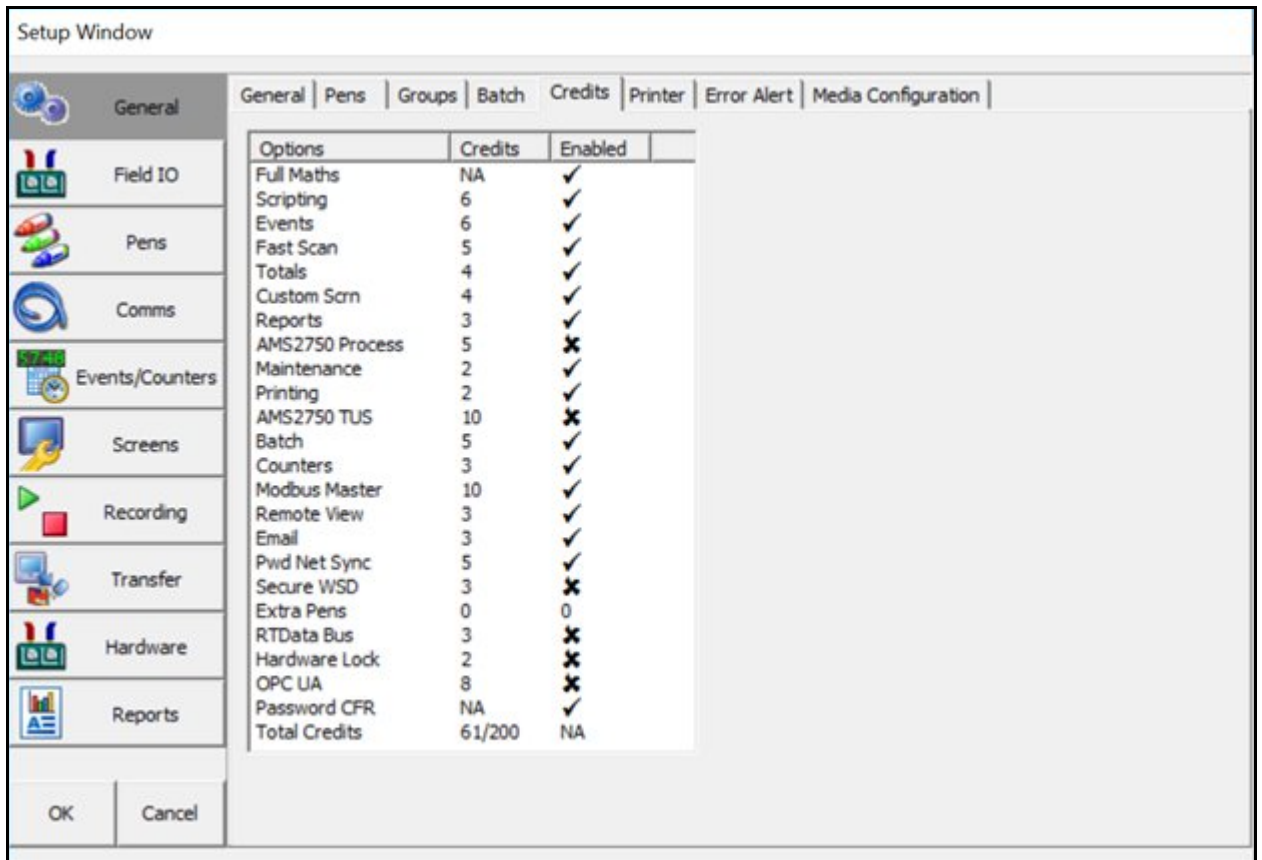 Setup Window
General
Field IO
Pens
Comms
57:48
Events/Counters
Screens
Recording
Transfer
Hardware
Reports
OK Cancel
General Pens Groups Batch Credits Printer Error Alert Media Configuration
Options Credits Enabled
Full Maths NA ✓
Scripting 6 ✓
Events 6 ✓
Fast Scan 5 ✓
Totals 4 ✓
Custom Scrn 4 ✓
Reports 3 ✓
AMS2750 Process 5 ✗
Maintenance 2 ✓
Printing 2 ✓
AMS2750 TUS 10 ✗
Batch 5 ✓
Counters 3 ✓
Modbus Master 10 ✓
Remote View 3 ✓
Email 3 ✓
Pwd Net Sync 5 ✓
Secure WSD 3 ✗
Extra Pens 0 0
RTData Bus 3 ✗
Hardware Lock 2 ✗
OPC UA 8 ✗
Password CFR NA ✓
Total Credits 61/200 NA